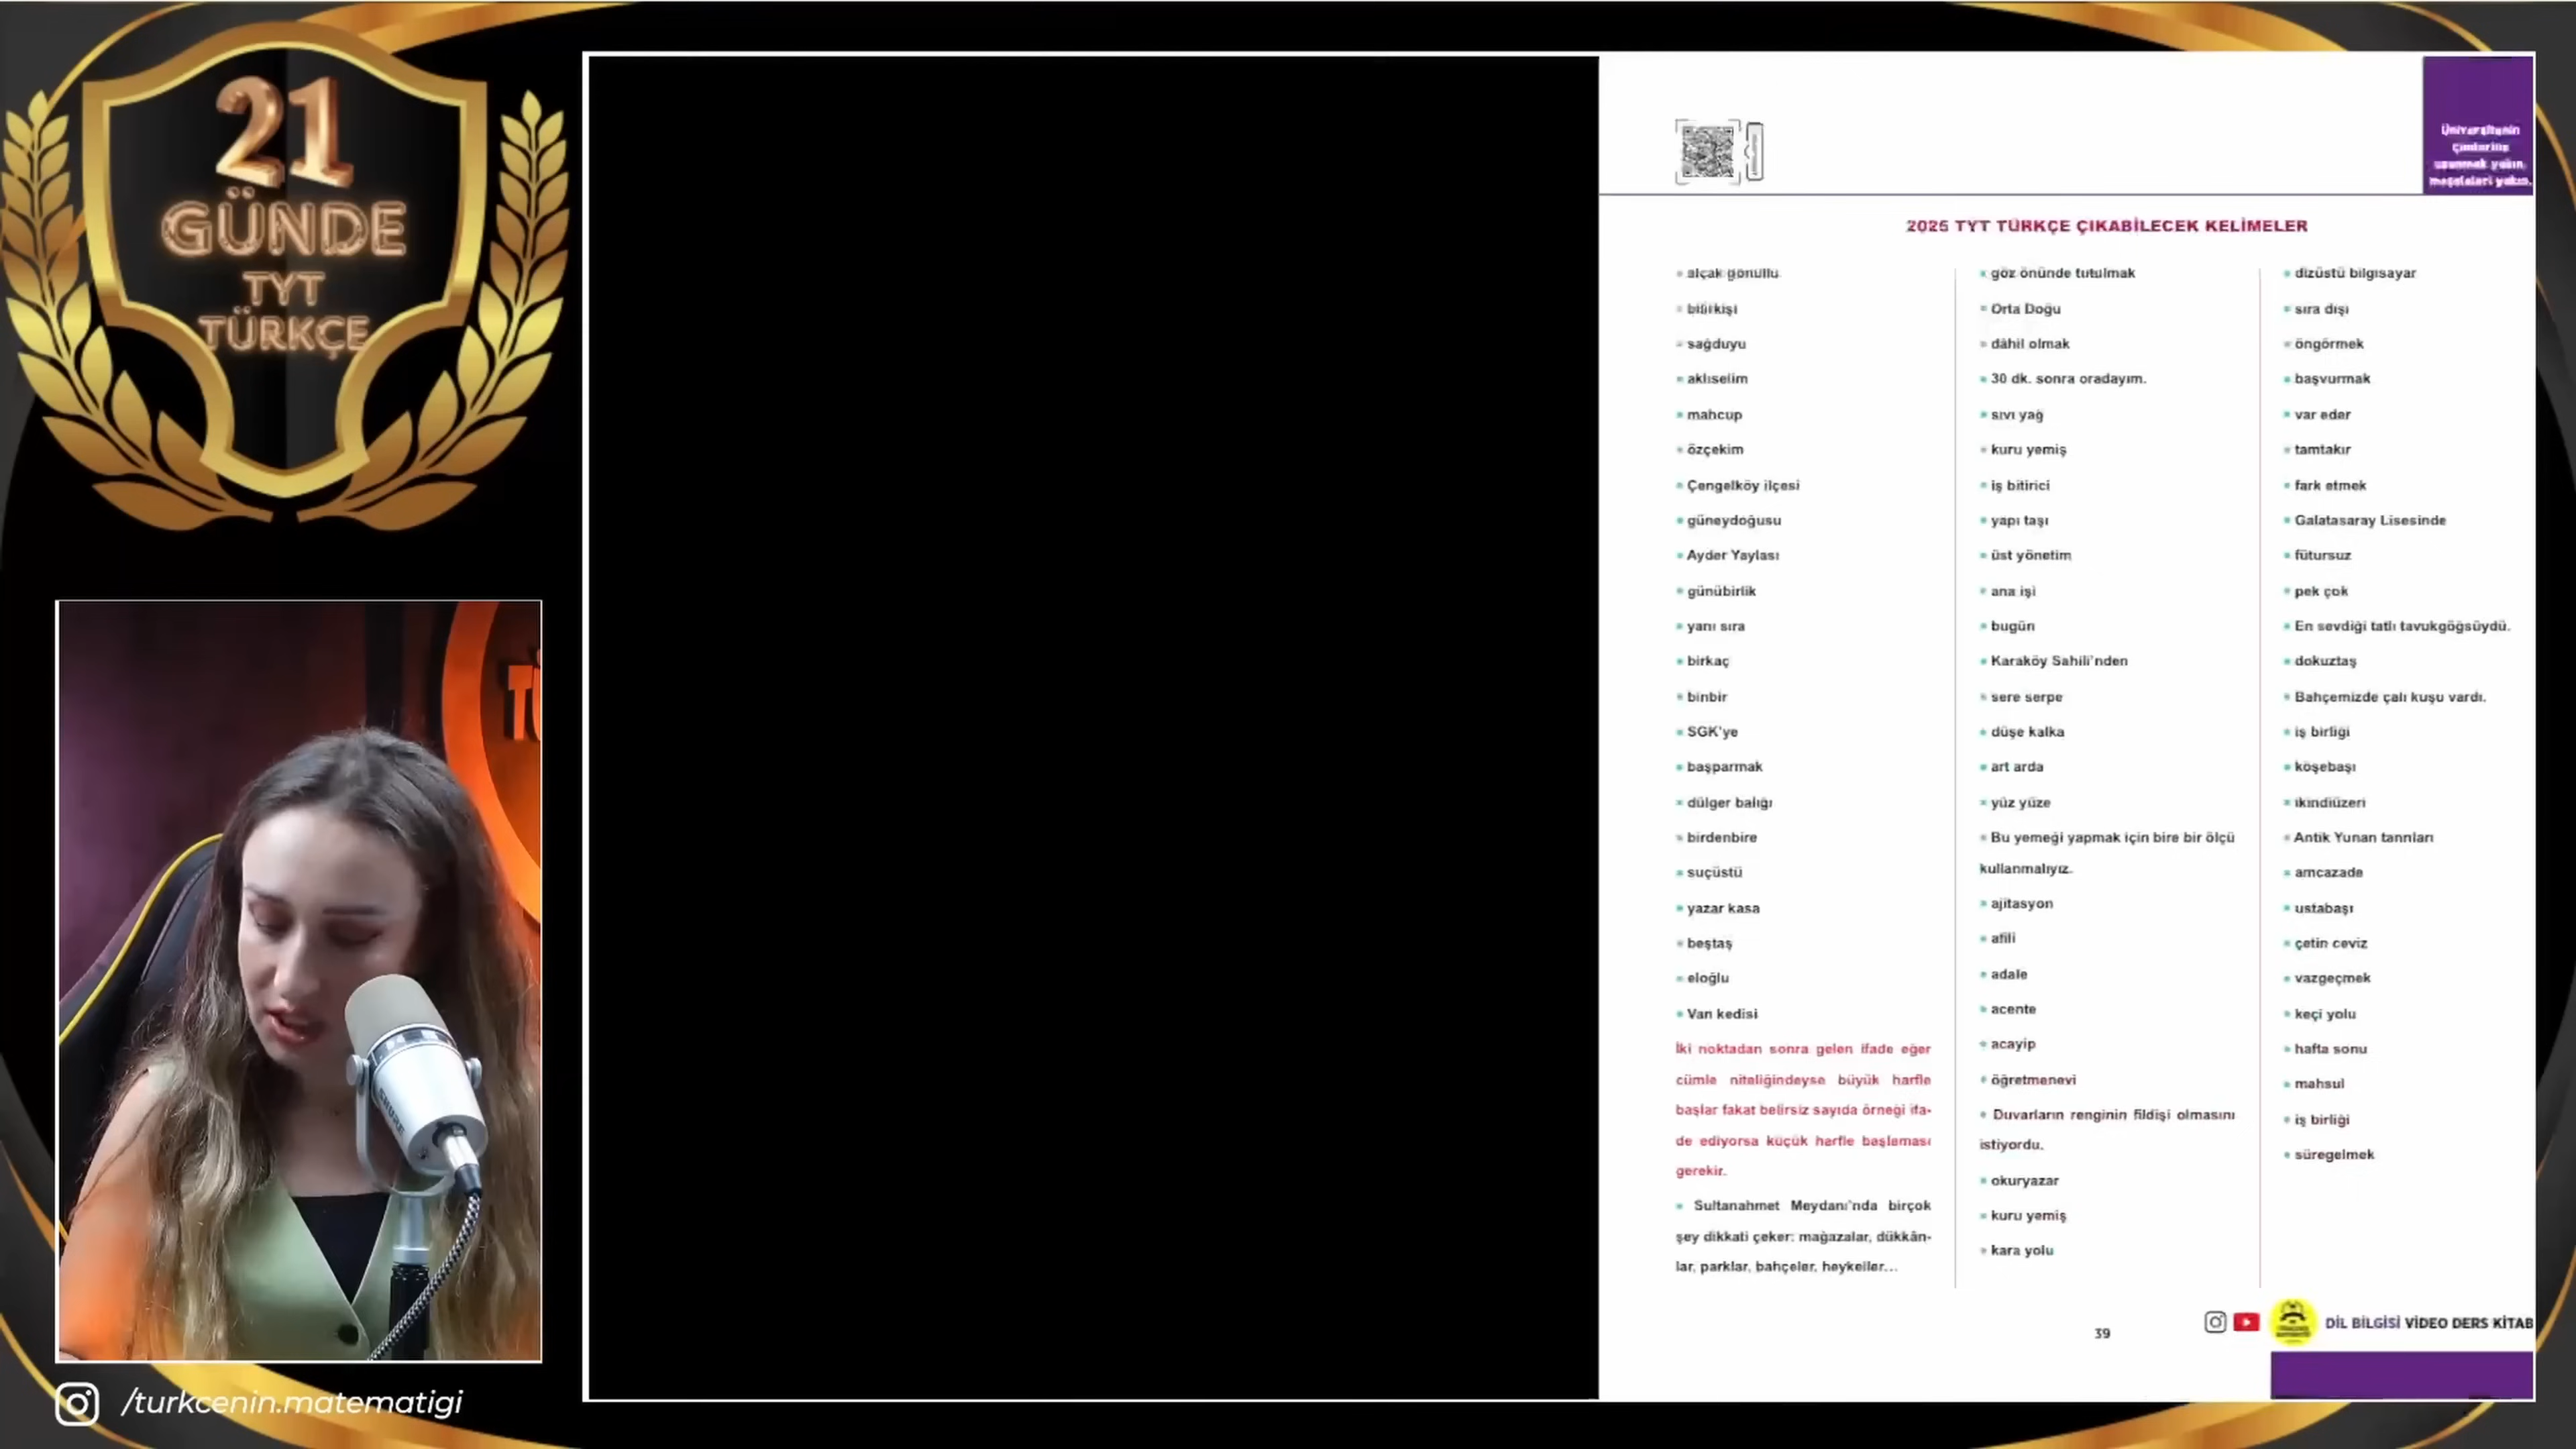 21
GÜNDE
TYT
TÜRKÇE
/turkcenin.matematigi
Üniversitenin
çimlerine
uzanmak yakın
meşaleleri yakın.
2025 TYT TÜRKÇE ÇIKABİLECEK KELİMELER
alçak gönüllü
bilirkişi
sağduyu
aklıselim
mahcup
özçekim
Çengelköy ilçesi
güneydoğusu
Ayder Yaylası
günübirlik
yanı sıra
birkaç
binbir
SGK'ye
başparmak
dülger balığı
birdenbire
suçüstü
yazar kasa
beştaş
eloğlu
Van kedisi
İki noktadan sonra gelen ifade eğer
cümle niteliğindeyse büyük harfle
başlar fakat belirsiz sayıda örneği ifa-
de ediyorsa küçük harfle başlaması
gerekir.
Sultanahmet Meydanı'nda birçok
şey dikkati çeker: mağazalar, dükkân-
lar, parklar, bahçeler, heykeller...
göz önünde tutulmak
Orta Doğu
dâhil olmak
30 dk. sonra oradayım.
sıvı yağ
kuru yemiş
iş bitirici
yapı taşı
üst yönetim
ana işi
bugün
Karaköy Sahili'nden
sere serpe
düşe kalka
art arda
yüz yüze
Bu yemeği yapmak için bire bir ölçü
kullanmalıyız.
ajitasyon
afili
adale
acente
acayip
öğretmenevi
Duvarların renginin fildişi olmasını
istiyordu.
okuryazar
kuru yemiş
kara yolu
dizüstü bilgisayar
sıra dışı
öngörmek
başvurmak
var eder
tamtakır
fark etmek
Galatasaray Lisesinde
fütursuz
pek çok
En sevdiği tatlı tavukgöğsüydü.
dokuztaş
Bahçemizde çalı kuşu vardı.
iş birliği
köşebaşı
ikindiüzeri
Antik Yunan tanrıları
amcazade
ustabaşı
çetin ceviz
vazgeçmek
keçi yolu
hafta sonu
mahsul
iş birliği
süregelmek
39
DİL BİLGİSİ VİDEO DERS KİTAB